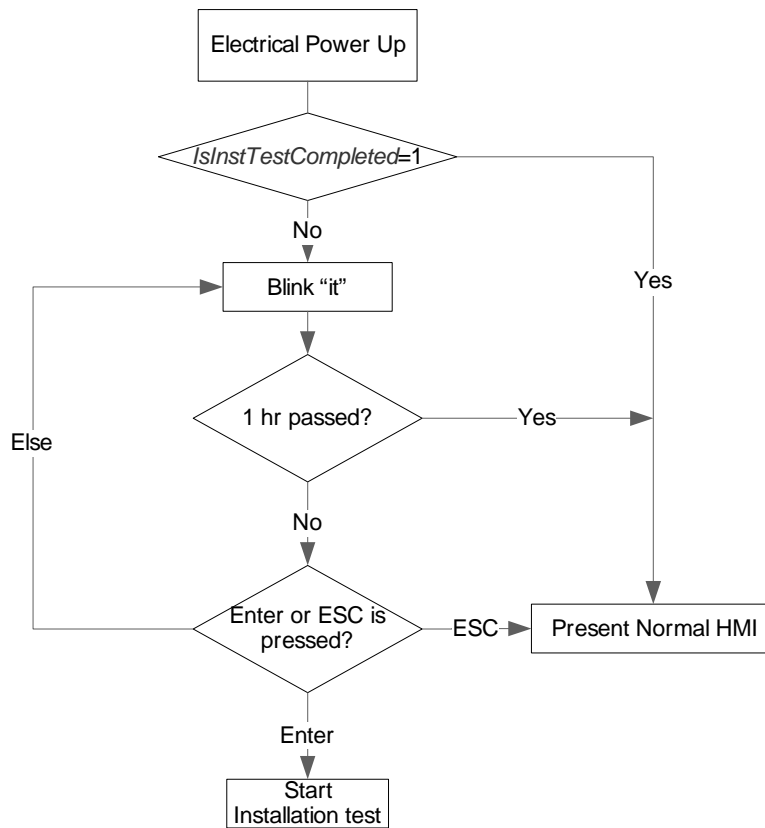 Electrical Power Up
IsInstTestCompleted=1
No
Blink “it”
Yes
1 hr passed?
Yes
Else
No
Enter or ESC is
pressed?
ESC
Present Normal HMI
Enter
Start
Installation test